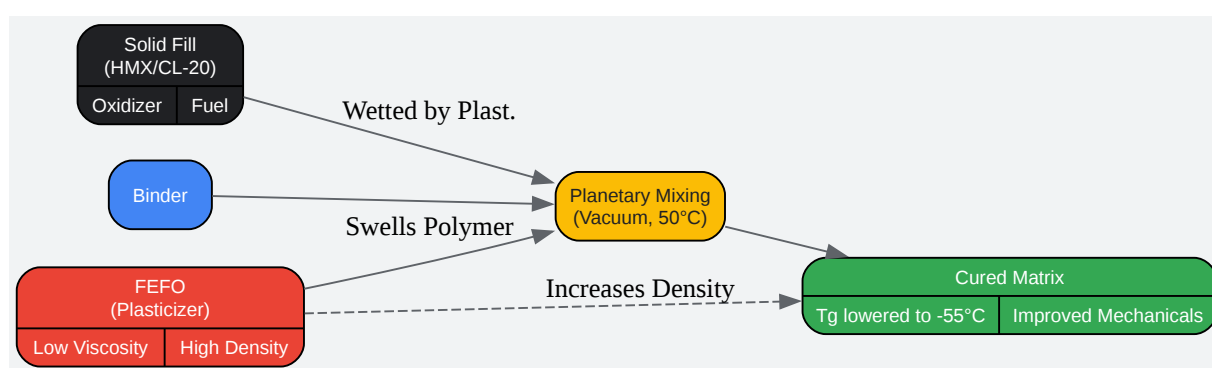 Solid Fill
(HMX/CL-20)
Oxidizer
Fuel
Wetted by Plast.
Binder
Planetary Mixing
(Vacuum, 50°C)
Swells Polymer
FEFO
(Plasticizer)
Low Viscosity
High Density
Increases Density
Cured Matrix
Tg lowered to -55°C
Improved Mechanicals